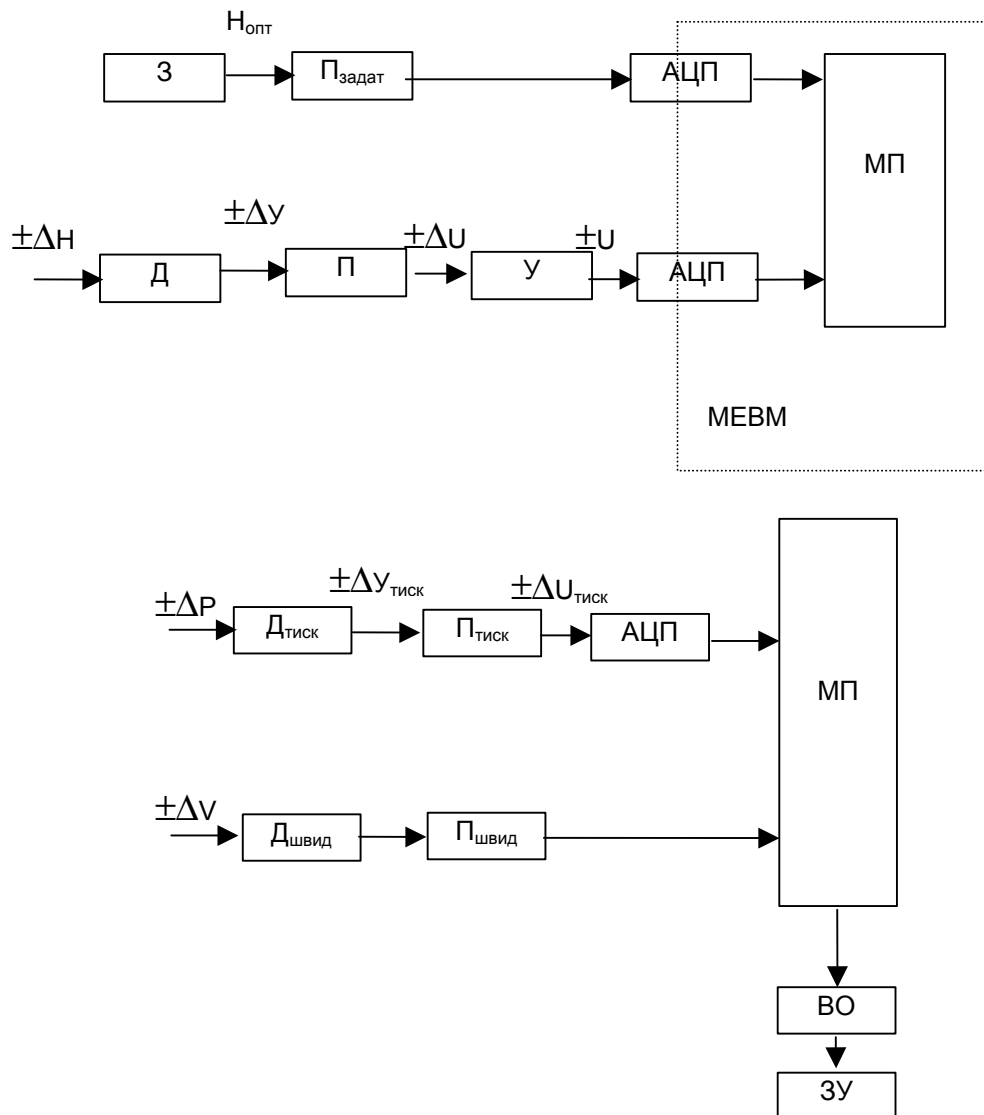 Нопт
З
Пзадат
АЦП
МП
±ΔН
±Δу
±ΔU
±U
Д
П
У
АЦП
МЕВМ
±ΔР
±Δутиск
±ΔUтиск
Дтиск
Птиск
АЦП
МП
±ΔV
Дшвид
Пшвид
ВО
ЗУ